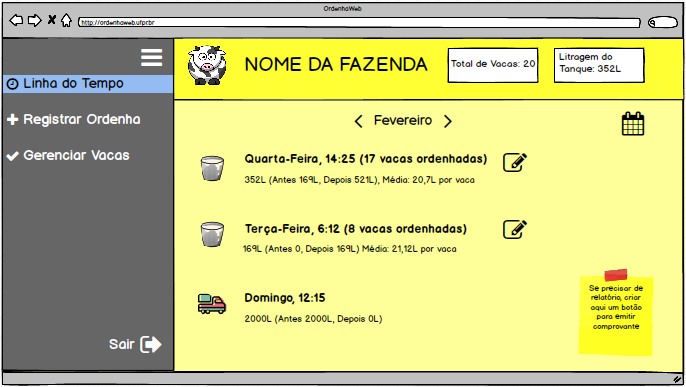 OrdenhaWeb
http://ordenhaweb.ufpr.br
Linha do Tempo
Registrar Ordenha
Gerenciar Vacas
Sair
NOME DA FAZENDA
Total de Vacas: 20
Litragem do
Tanque: 352L
Fevereiro
Quarta-Feira, 14:25 (17 vacas ordenhadas)
352L (Antes 169L, Depois 521L), Média: 20,7L por vaca
Terça-Feira, 6:12 (8 vacas ordenhadas)
169L (Antes 0, Depois 169L) Média: 21,12L por vaca
Domingo, 12:15
2000L (Antes 2000L, Depois 0L)
Se precisar de
relatório, criar
aqui um botão
para emitir
comprovante